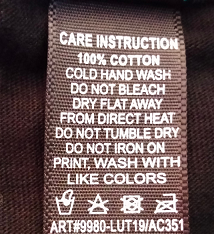 CARE INSTRUCTION
100% COTTON
COLD HAND WASH
DO NOT BLEACH
DRY FLAT AWAY
FROM DIRECT HEAT
DO NOT TUMBLE DRY
DO NOT IRON ON
PRINT, WASH WITH
LIKE COLORS
ART#9980-LUT19/AC351